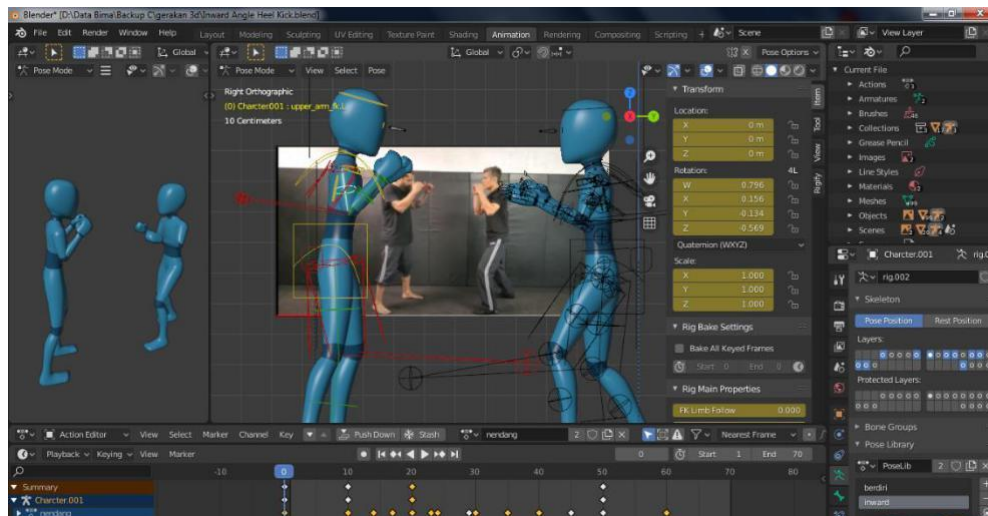 Blender* [D:\Data Bima\Backup C\gerakan 3d\Inward Angle Heel Kick.blend]
File Edit Render Window Help Layout Modeling Sculpting UV Editing Texture Paint Shading Animation Rendering Compositing Scripting + Scene View Layer
Global Global Pose Options
Pose Mode Pose Mode View Select Pose
Right Orthographic
(0) Charcter.001 : upper_arm_fk.L
10 Centimeters
Transform
Location:
X 0 m
Y 0 m
Z 0 m
Rotation: 4L
W 0.796
X 0.156
Y -0.134
Z -0.569
Quaternion (WXYZ)
Scale:
X 1.000
Y 1.000
Z 1.000
Rig Bake Settings
Bake All Keyed Frames
Start 0 End 0
Rig Main Properties
FK Limb Follow 0.000
Item
Tool
View
Rigify
Current File
Actions
Armatures
Brushes
Collections
Grease Pencil
Images
Line Styles
Materials
Meshes
Objects
Scenes
Charcter.001
rig.002
Skeleton
Pose Position Rest Position
Layers:
Protected Layers:
Bone Groups
Pose Library
PoseLib 2
berdiri
inward
Action Editor View Select Marker Channel Key Push Down Stash nendang 2 Nearest Frame
Playback Keying View Marker 0 Start 1 End 70
-10 0 10 20 30 40 50 60 70 80
Summary
Charcter.001
nendang